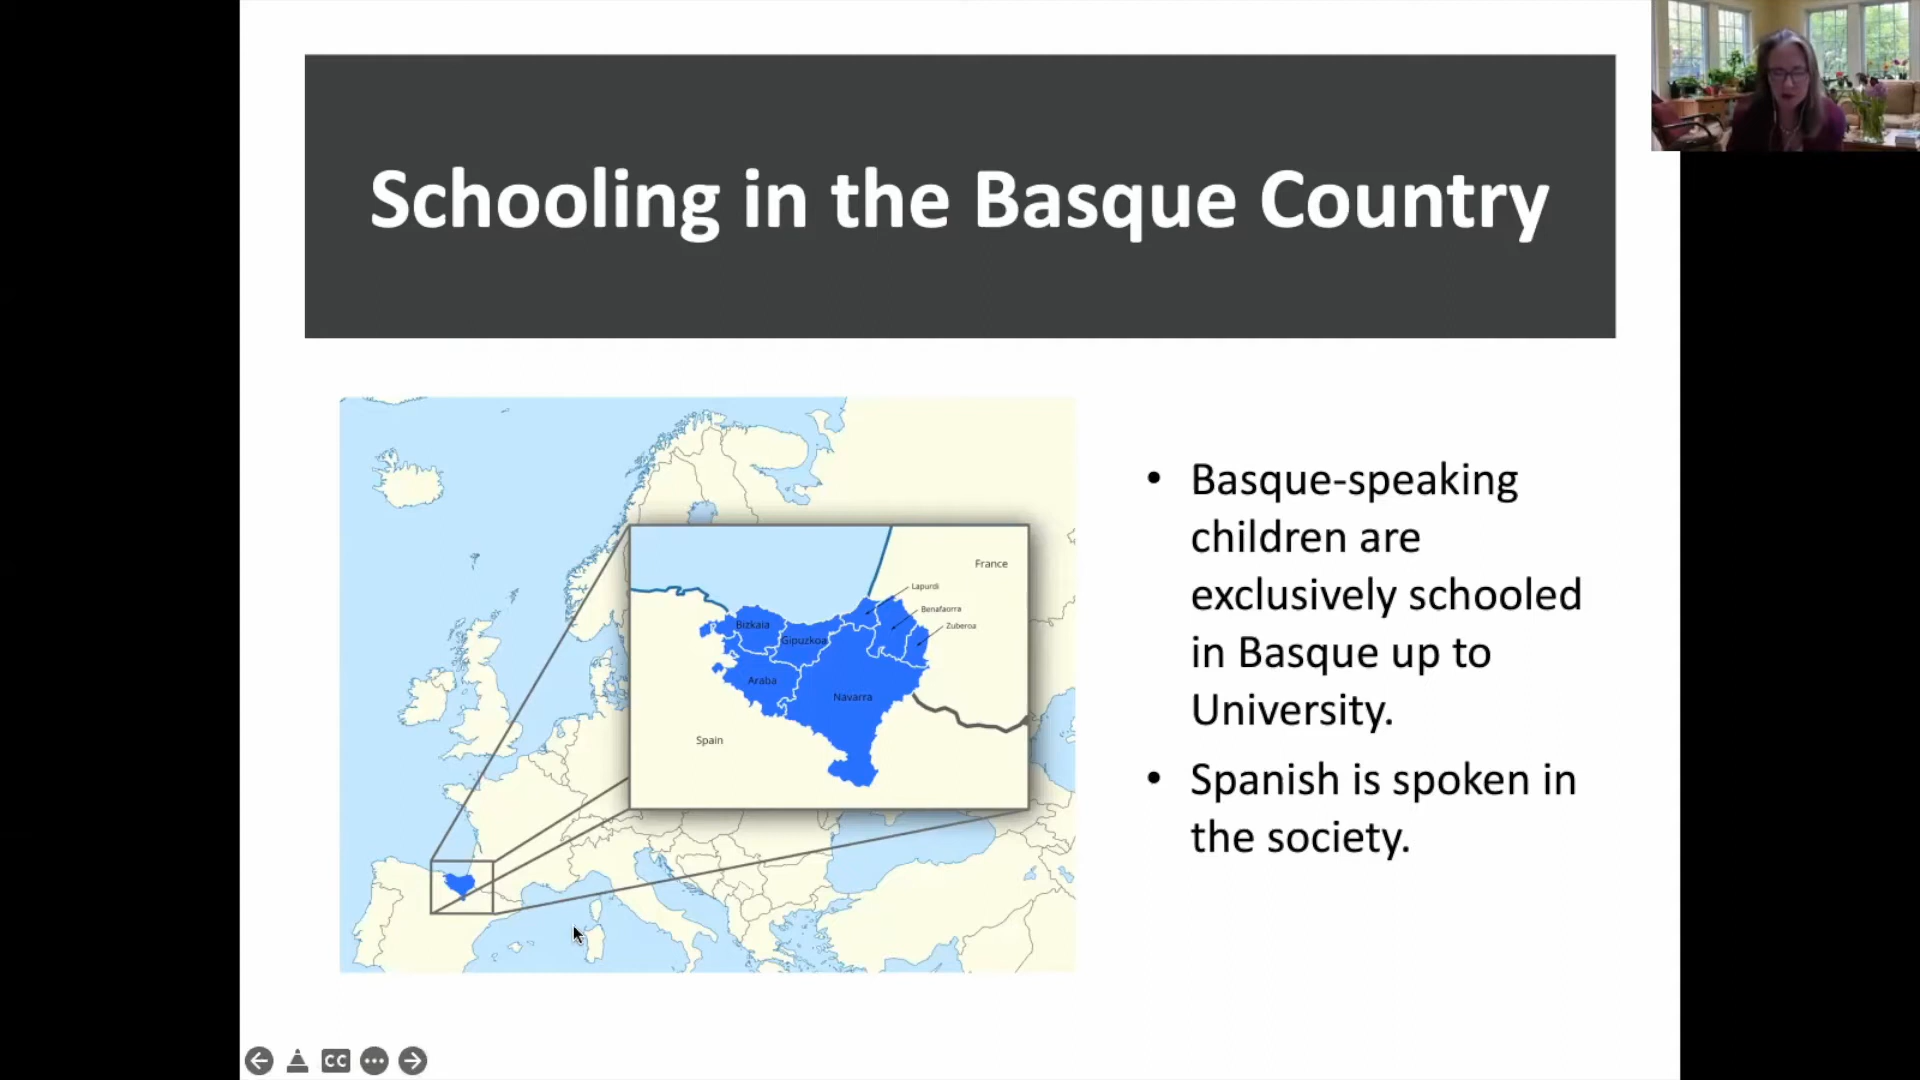 Schooling in the Basque Country
France
Lapurdi
Benafaorra
Zuberoa
Bizkaia
Gipuzkoa
Araba
Navarra
Spain
• Basque-speaking
children are
exclusively schooled
in Basque up to
University.
• Spanish is spoken in
the society.
CC